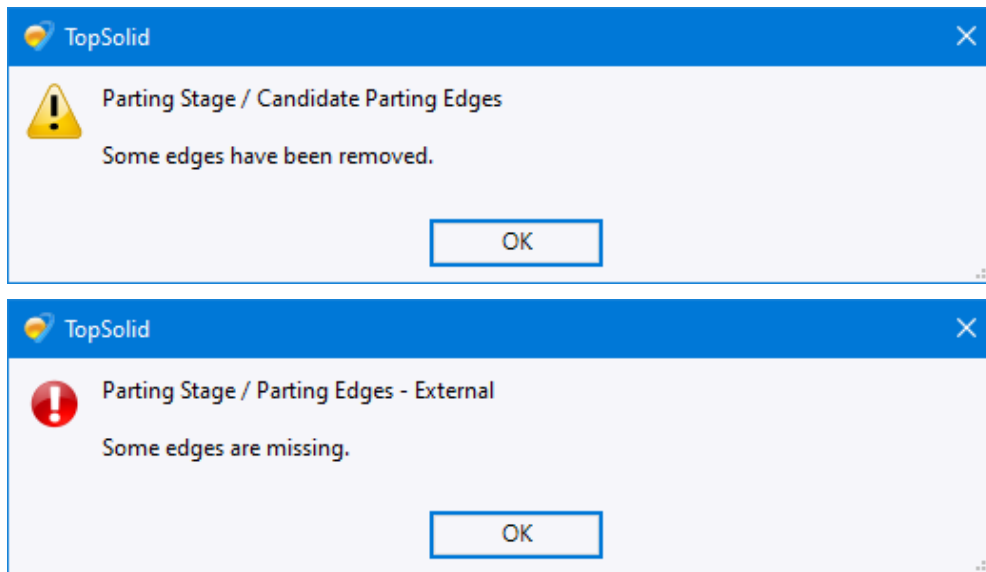 TopSolid
Parting Stage / Candidate Parting Edges
Some edges have been removed.
OK
TopSolid
Parting Stage / Parting Edges - External
Some edges are missing.
OK